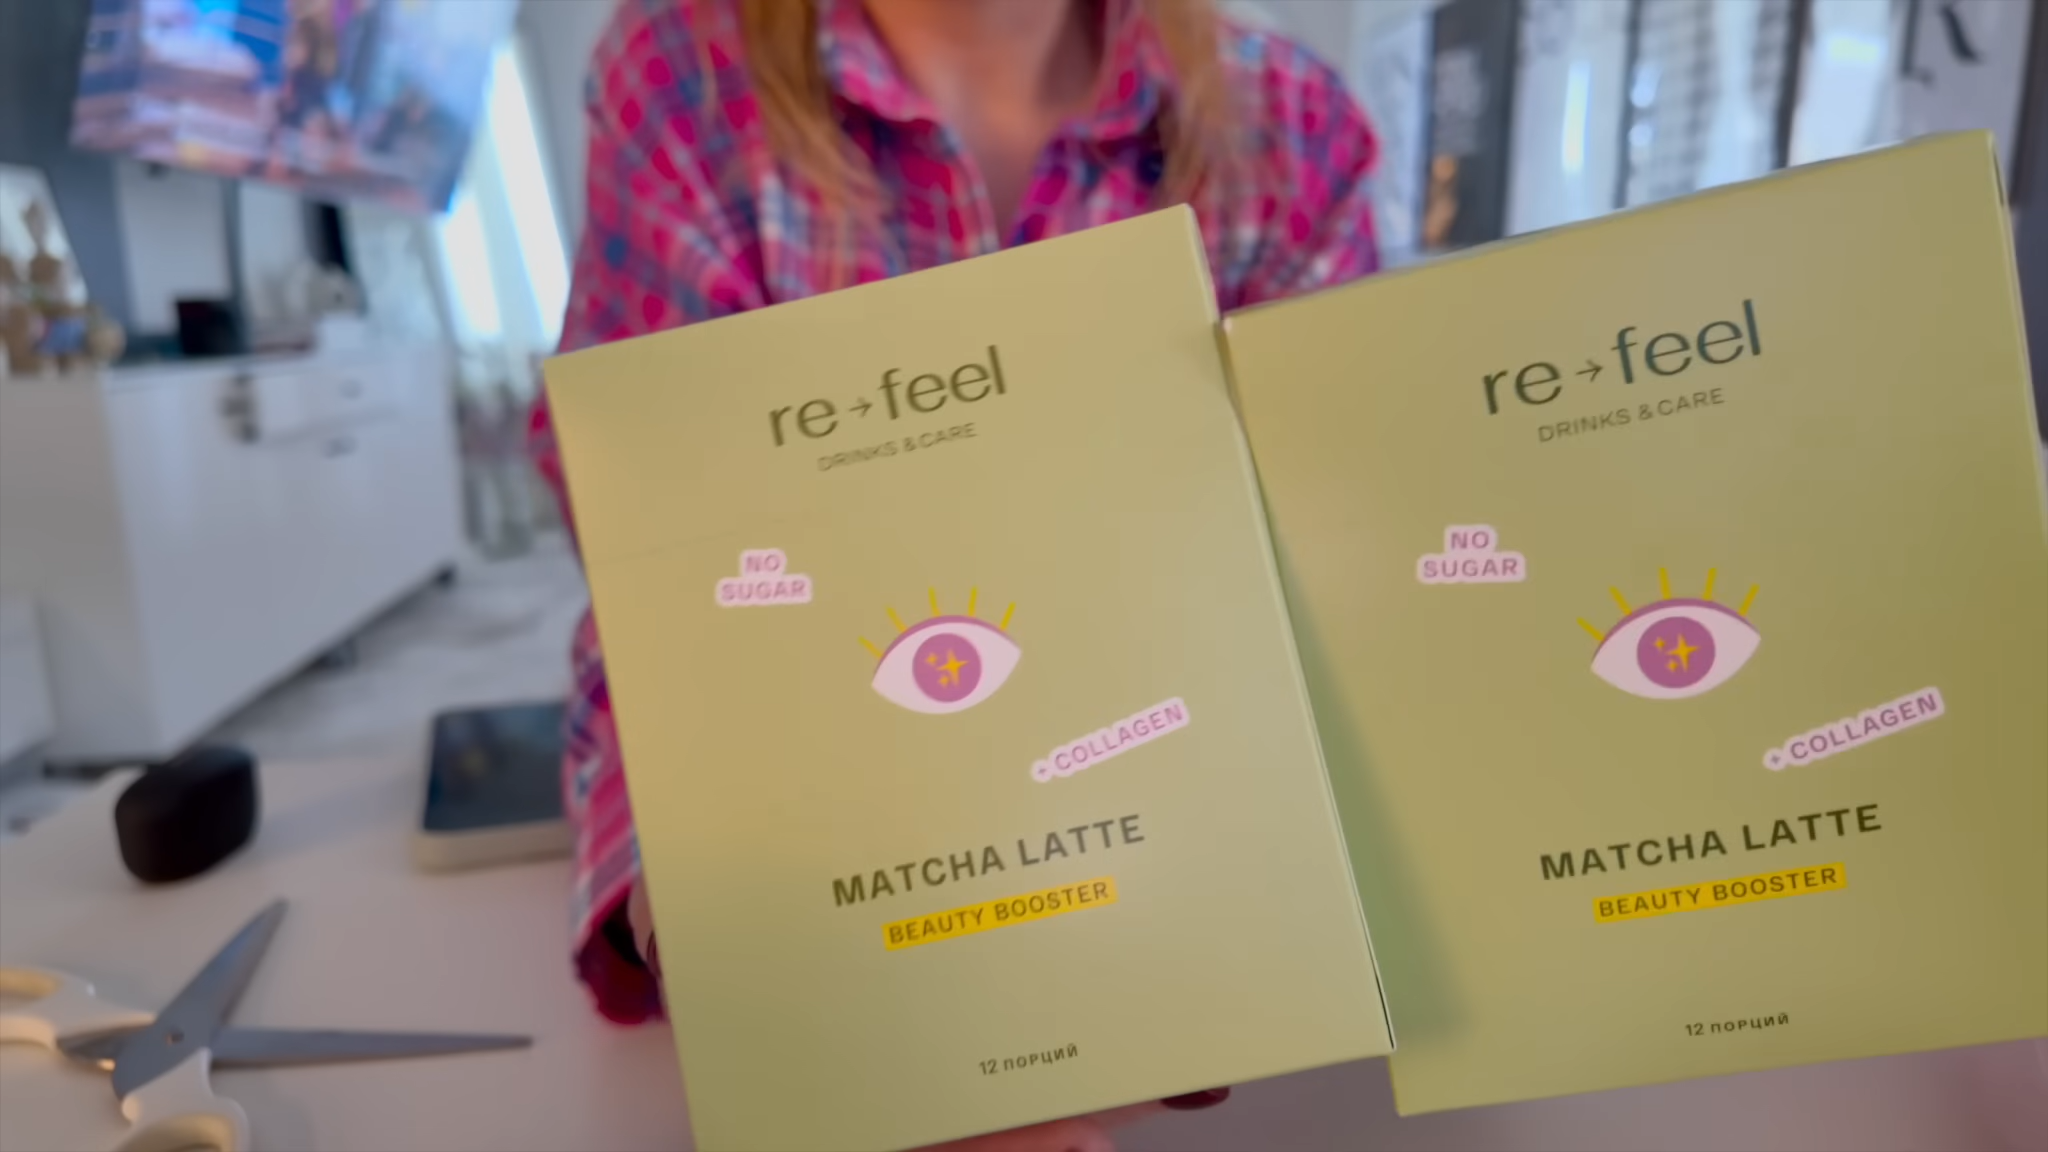 re→feel
DRINKS & CARE
NO
SUGAR
+ COLLAGEN
MATCHA LATTE
BEAUTY BOOSTER
12 ПОРЦИЙ
re→feel
DRINKS & CARE
NO
SUGAR
+ COLLAGEN
MATCHA LATTE
BEAUTY BOOSTER
12 ПОРЦИЙ